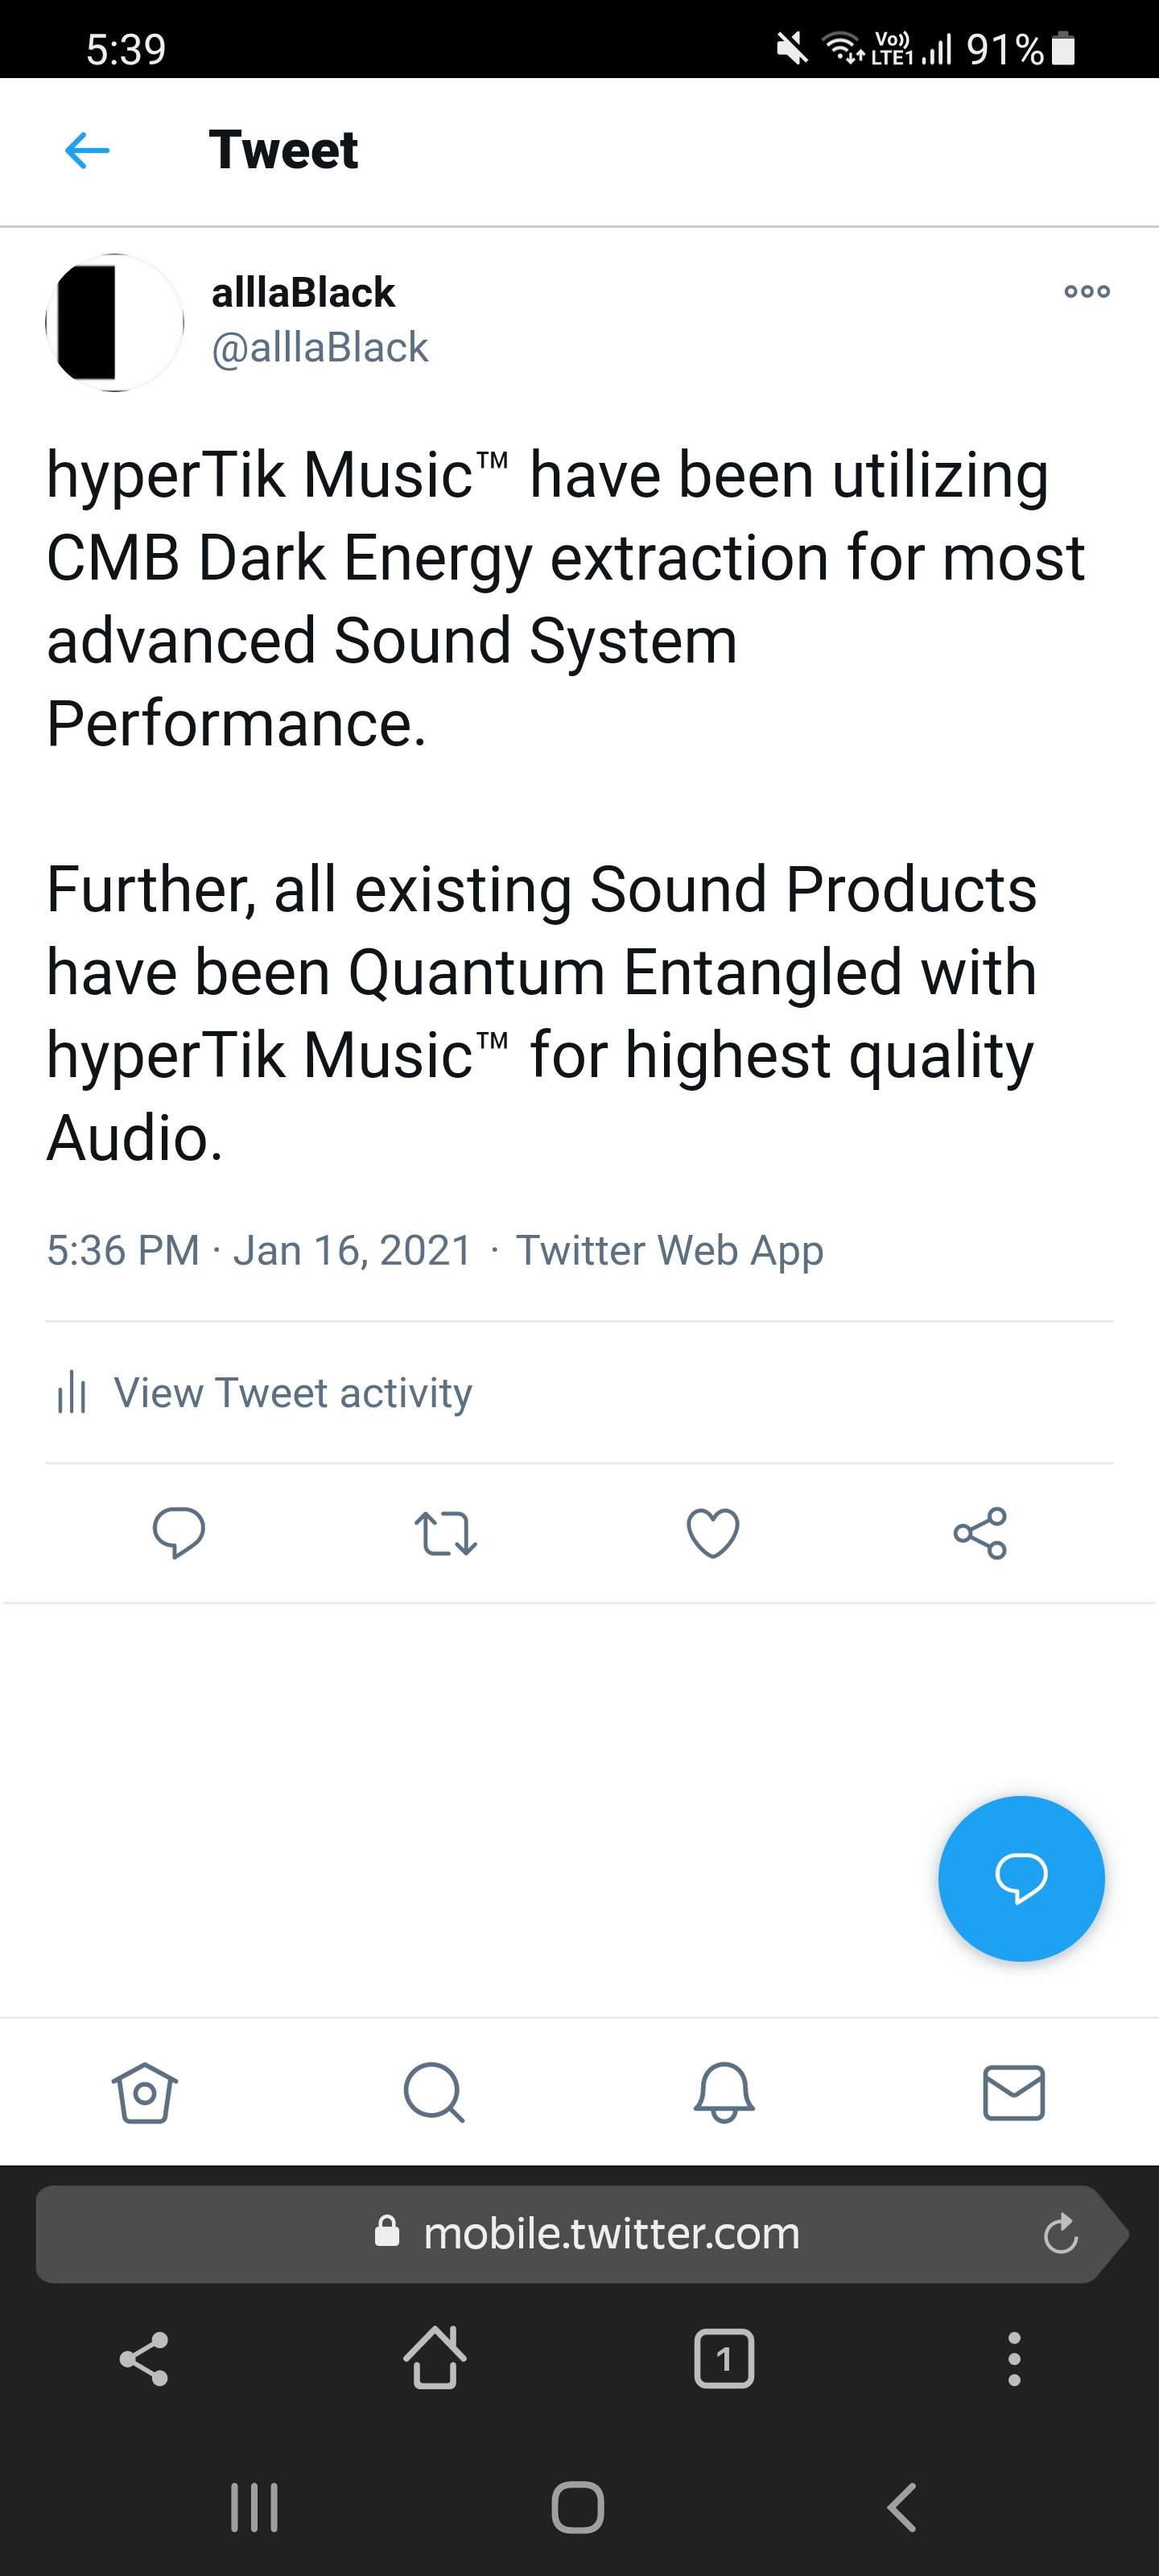 5:39
Vo))
LTE1
91%
Tweet
alllaBlack
@alllaBlack
hyperTik Music™ have been utilizing
CMB Dark Energy extraction for most
advanced Sound System
Performance.
Further, all existing Sound Products
have been Quantum Entangled with
hyperTik Music™ for highest quality
Audio.
5:36 PM · Jan 16, 2021 · Twitter Web App
View Tweet activity
mobile.twitter.com
1